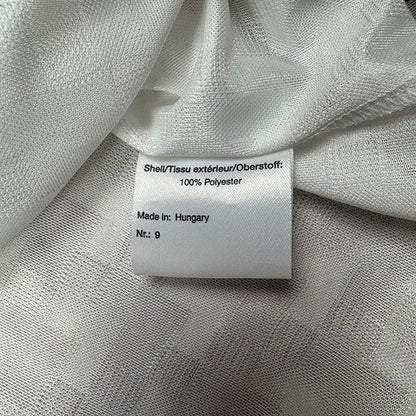 Shell/Tissu extérieur/Oberstoff:
100% Polyester
Made in: Hungary
Nr.: 9